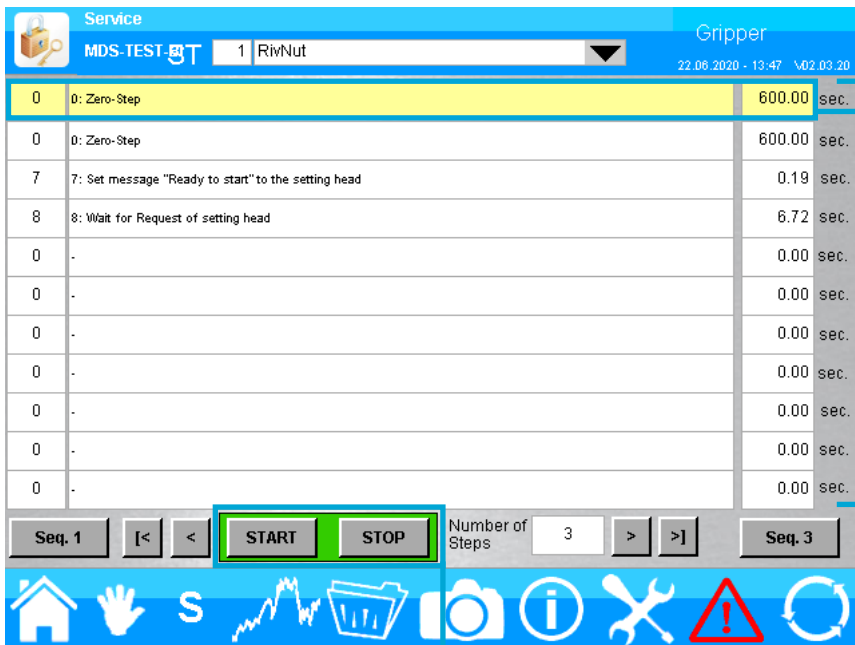 Service
Gripper
MDS-TEST- 1 RivNut
22.06.2020 - 13:47 V02.03.20
0 0: Zero-Step 600.00 sec.
0 0: Zero-Step 600.00 sec.
7 7: Set message "Ready to start" to the setting head 0.19 sec.
8 8: Wait for Request of setting head 6.72 sec.
0 - 0.00 sec.
0 - 0.00 sec.
0 - 0.00 sec.
0 - 0.00 sec.
0 - 0.00 sec.
0 - 0.00 sec.
0 - 0.00 sec.
Seq. 1 [< < START STOP Number of Steps 3 > >] Seq. 3
S